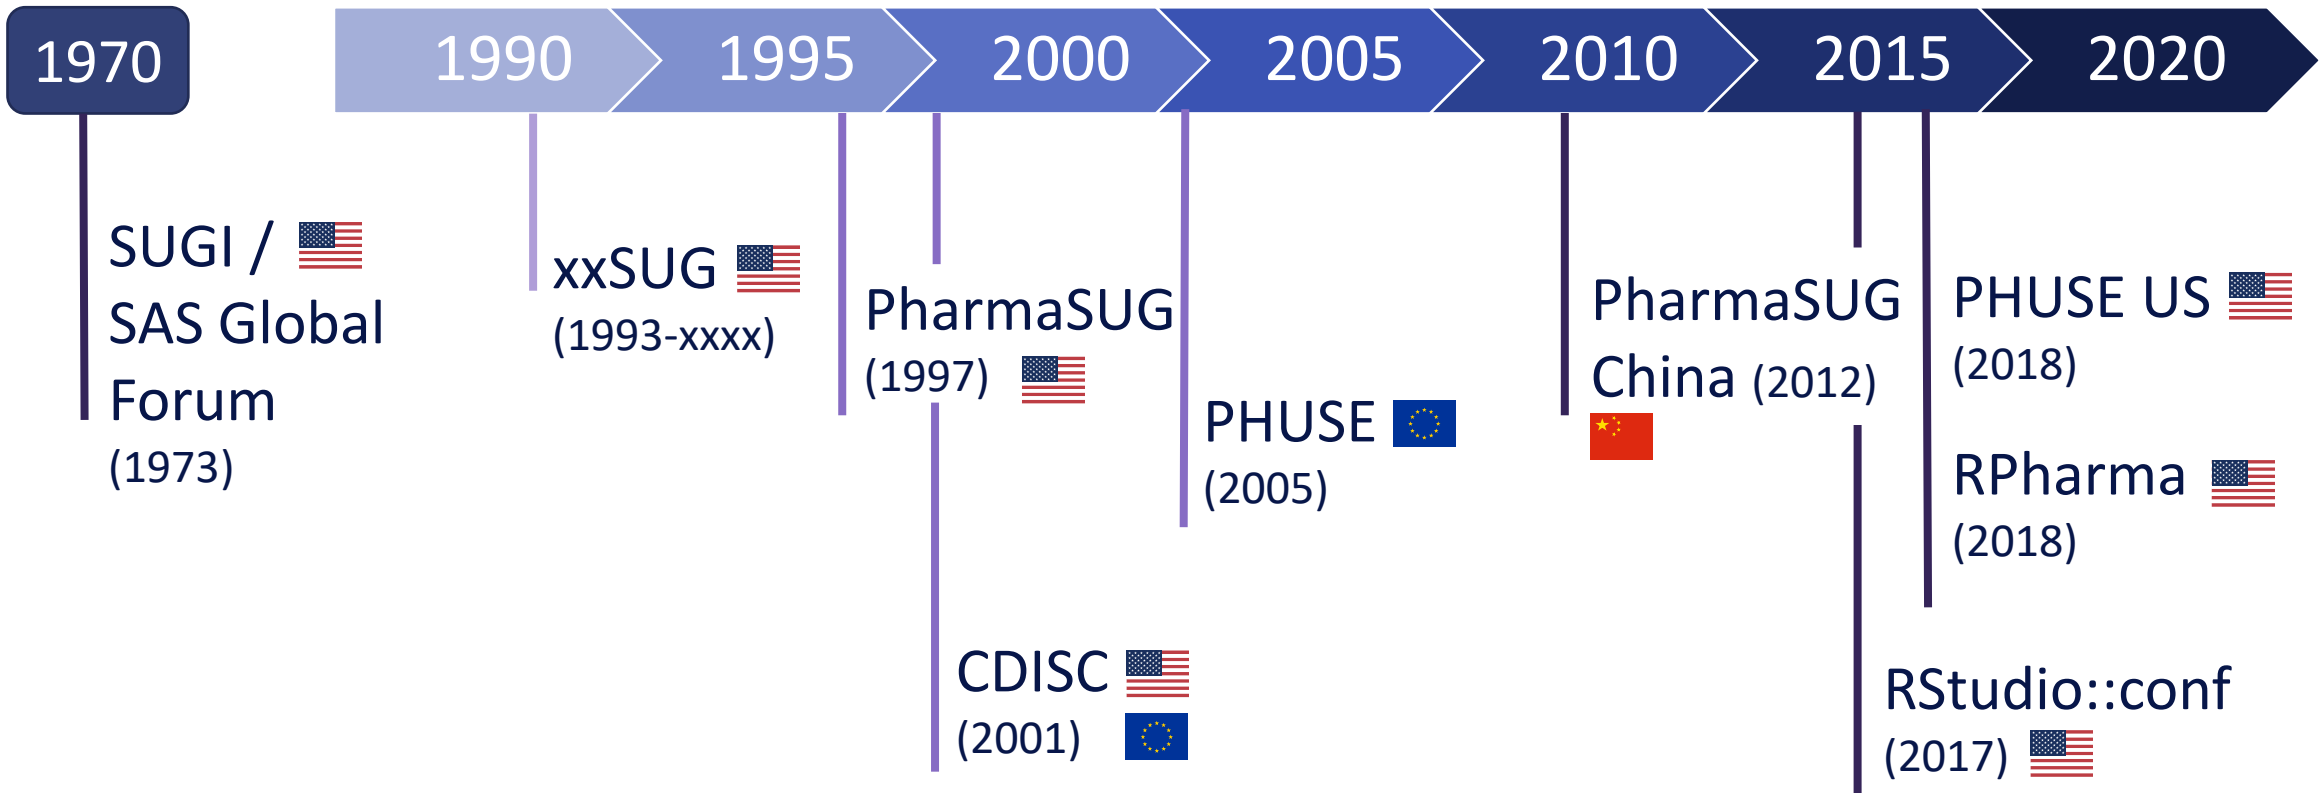 1970
1990
1995
2000
2005
2010
2015
2020
SUGI /
SAS Global
Forum
(1973)
xxSUG
(1993-xxxx)
PharmaSUG
(1997)
CDISC
(2001)
PHUSE
(2005)
PharmaSUG
China (2012)
PHUSE US
(2018)
RPharma
(2018)
RStudio::conf
(2017)